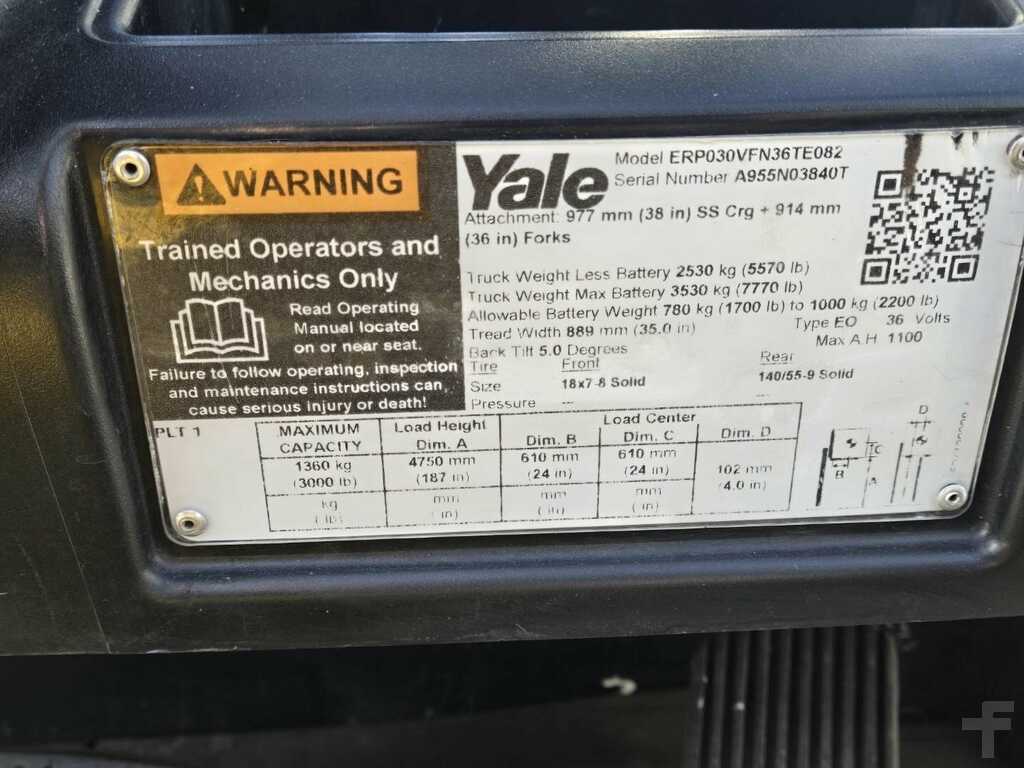 WARNING
Trained Operators and
Mechanics Only
Read Operating
Manual located
on or near seat.
Failure to follow operating, inspection
and maintenance instructions can
cause serious injury or death!
Yale
Model ERP030VFN36TE082
Serial Number A955N03840T
Attachment: 977 mm (38 in) SS Crg + 914 mm
(36 in) Forks
Truck Weight Less Battery 2530 kg (5570 lb)
Truck Weight Max Battery 3530 kg (7770 lb)
Allowable Battery Weight 780 kg (1700 lb) to 1000 kg (2200 lb)
Tread Width 889 mm (35.0 in) Type EO 36 Volts
Back Tilt 5.0 Degrees Max A.H 1100
Tire Front Rear
Size 18x7-8 Solid 140/55-9 Solid
Pressure --- ---
PLT 1
MAXIMUM CAPACITY Load Height Dim. A Load Center Dim. B Dim. C Dim. D
1360 kg 4750 mm 610 mm 610 mm 102 mm
(3000 lb) (187 in) (24 in) (24 in) (4.0 in)
kg mm mm mm
(lb) (in) (in) (in)
D
C
B
A